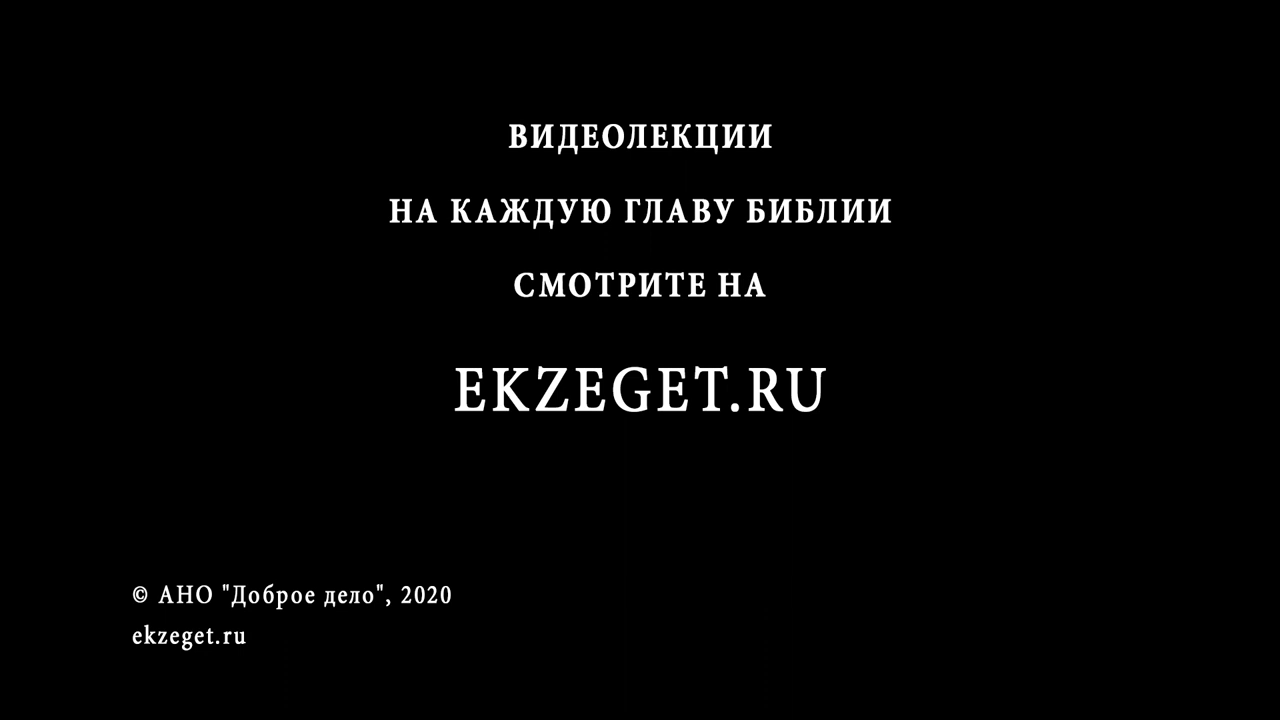 ВИДЕОЛЕКЦИИ
НА КАЖДУЮ ГЛАВУ БИБЛИИ
СМОТРИТЕ НА
EKZEGET.RU
© АНО "Доброе дело", 2020
ekzeget.ru